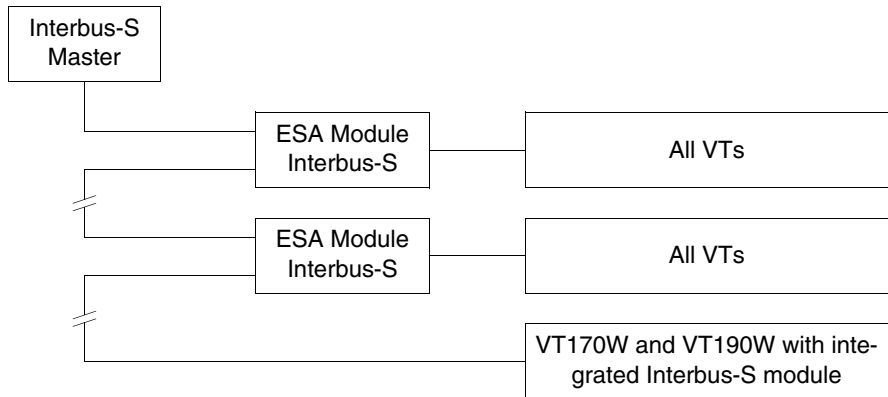 Interbus-S
Master
ESA Module
Interbus-S
All VTs
ESA Module
Interbus-S
All VTs
VT170W and VT190W with inte-
grated Interbus-S module